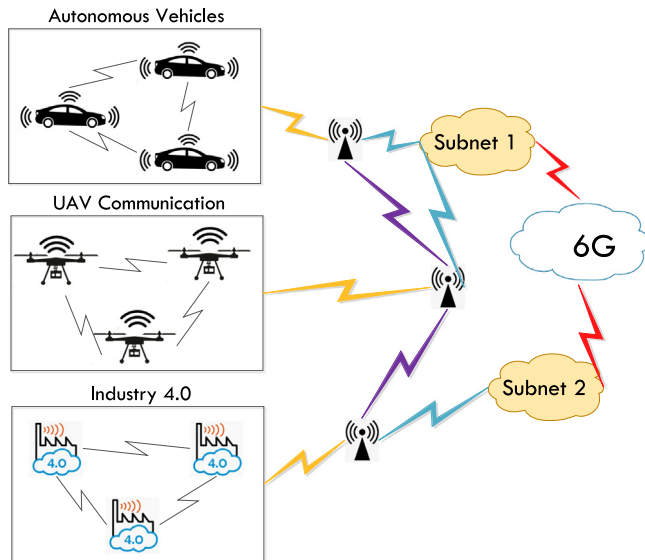 Autonomous Vehicles
Subnet 1
UAV Communication
6G
Industry 4.0
Subnet 2
4.0
4.0
4.0